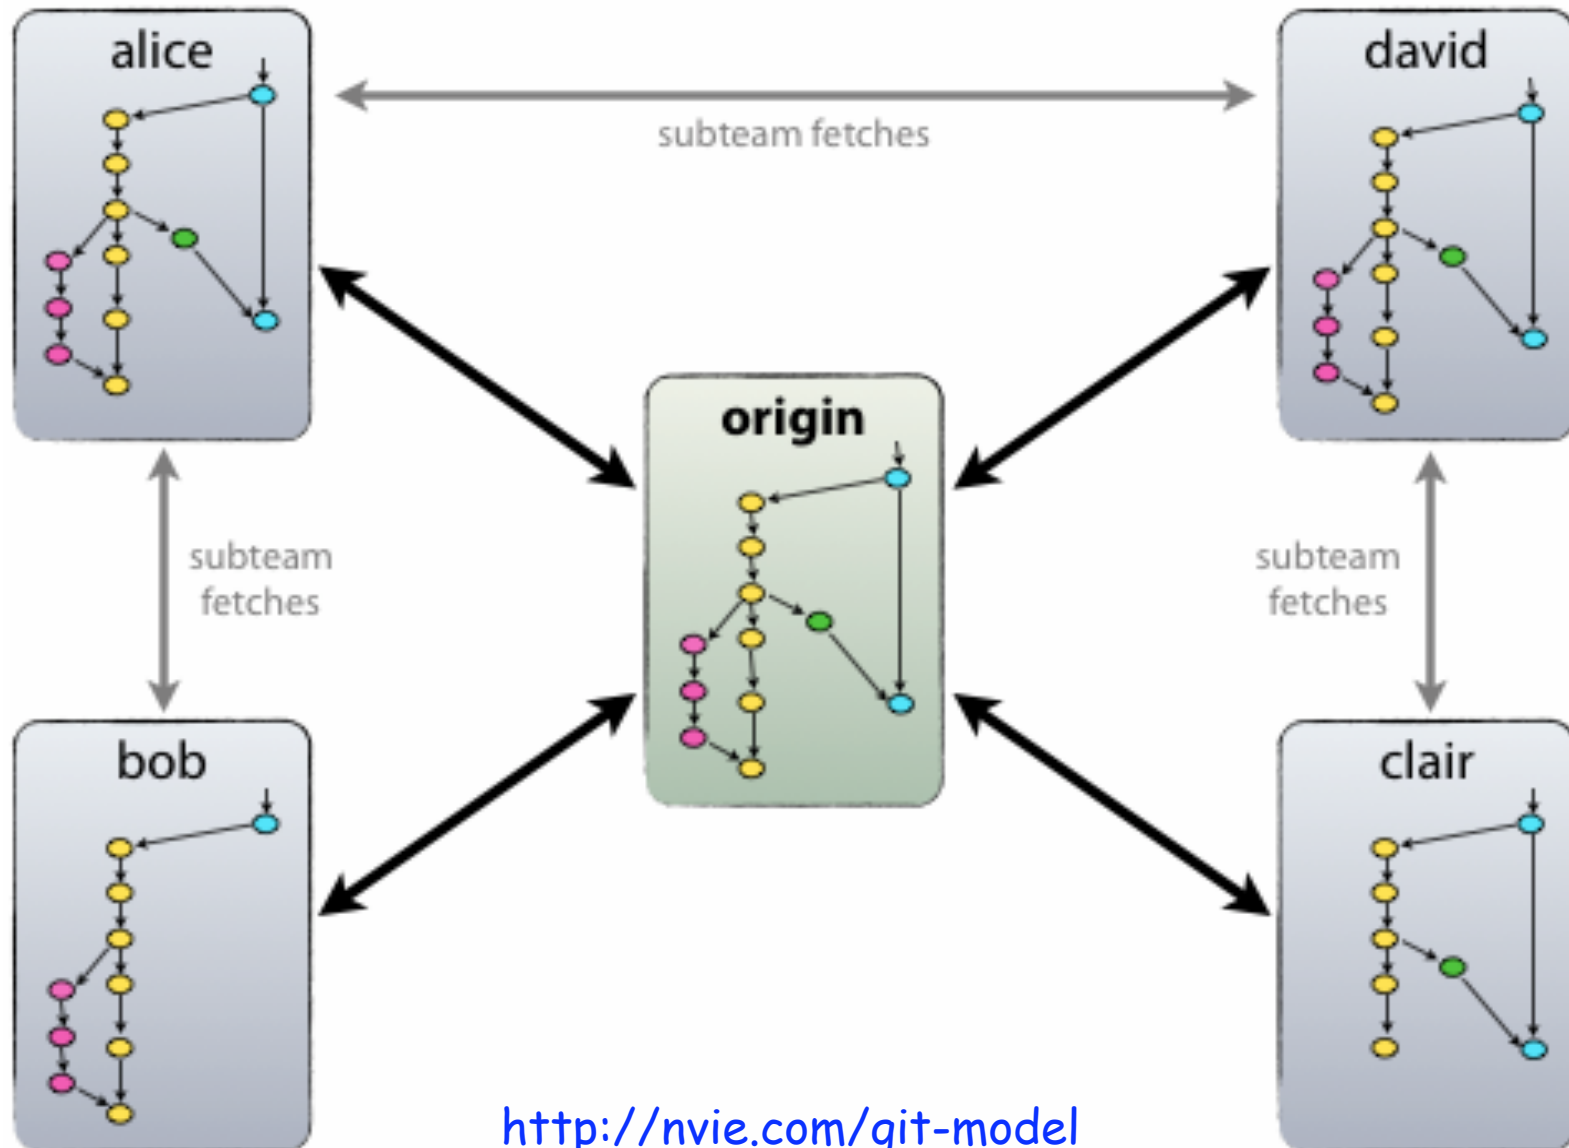 alice
david
subteam fetches
origin
subteam
fetches
subteam
fetches
bob
clair
http://nvie.com/git-model